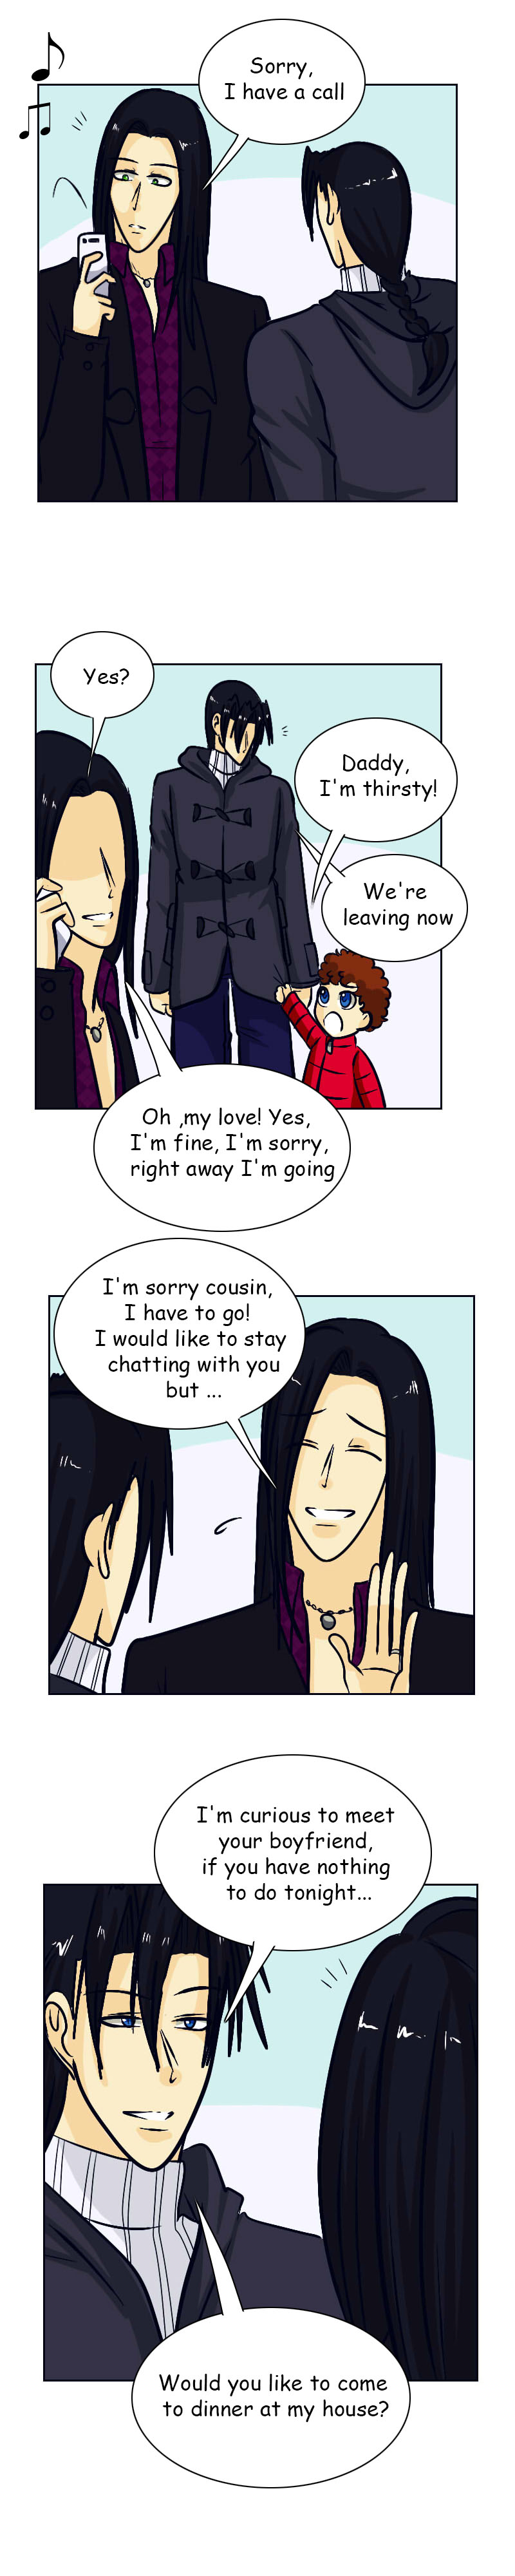 Sorry,
I have a call
Yes?
Daddy,
I'm thirsty!
We're
leaving now
Oh ,my love! Yes,
I'm fine, I'm sorry,
right away I'm going
I'm sorry cousin,
I have to go!
I would like to stay
chatting with you
but ...
I'm curious to meet
your boyfriend,
if you have nothing
to do tonight...
Would you like to come
to dinner at my house?